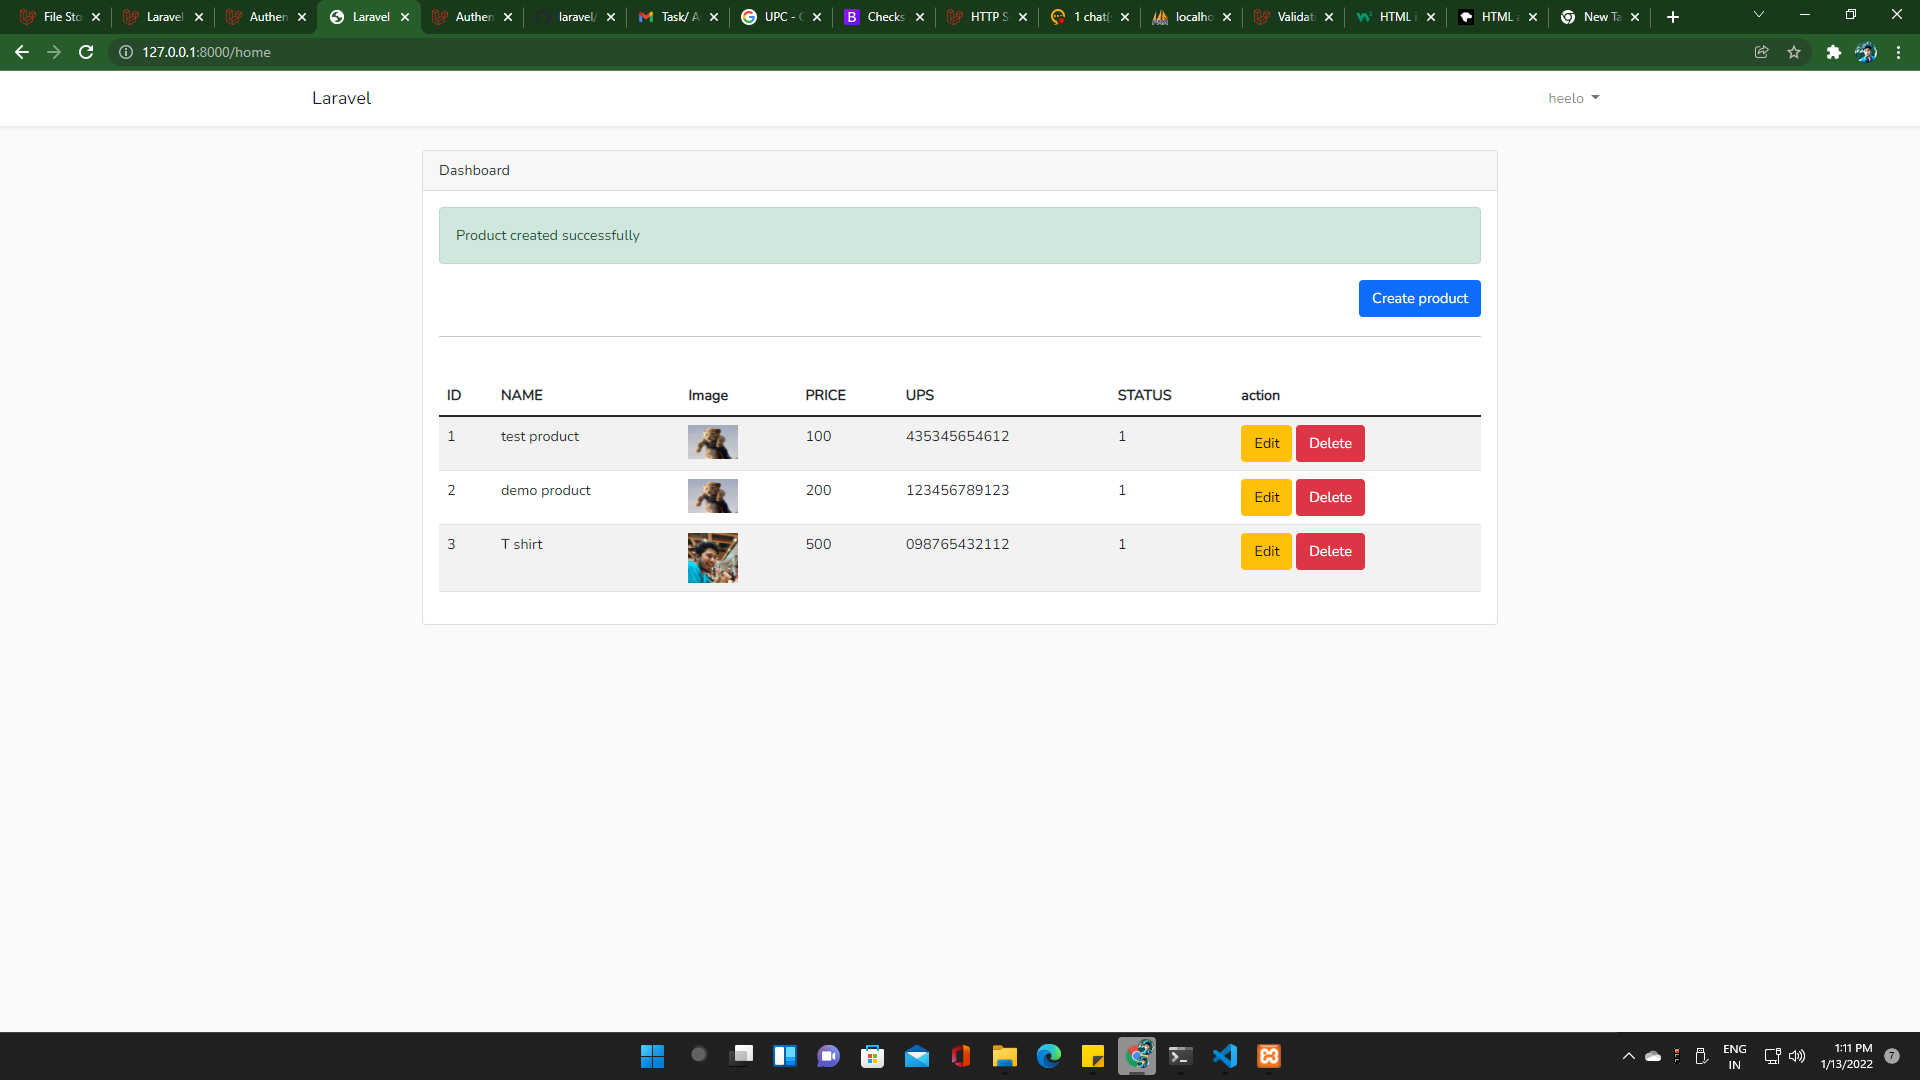 File Sto
Laravel
Authen
Laravel
Authen
laravel/
Task/ A
UPC - G
Checks
HTTP S
1 chat(
localho
Validat
HTML i
HTML a
New Ta
127.0.0.1:8000/home
Laravel
heelo
Dashboard
Product created successfully
Create product
ID NAME Image PRICE UPS STATUS action
1 test product 100 435345654612 1 Edit Delete
2 demo product 200 123456789123 1 Edit Delete
3 T shirt 500 098765432112 1 Edit Delete
ENG
IN
1:11 PM
1/13/2022
7